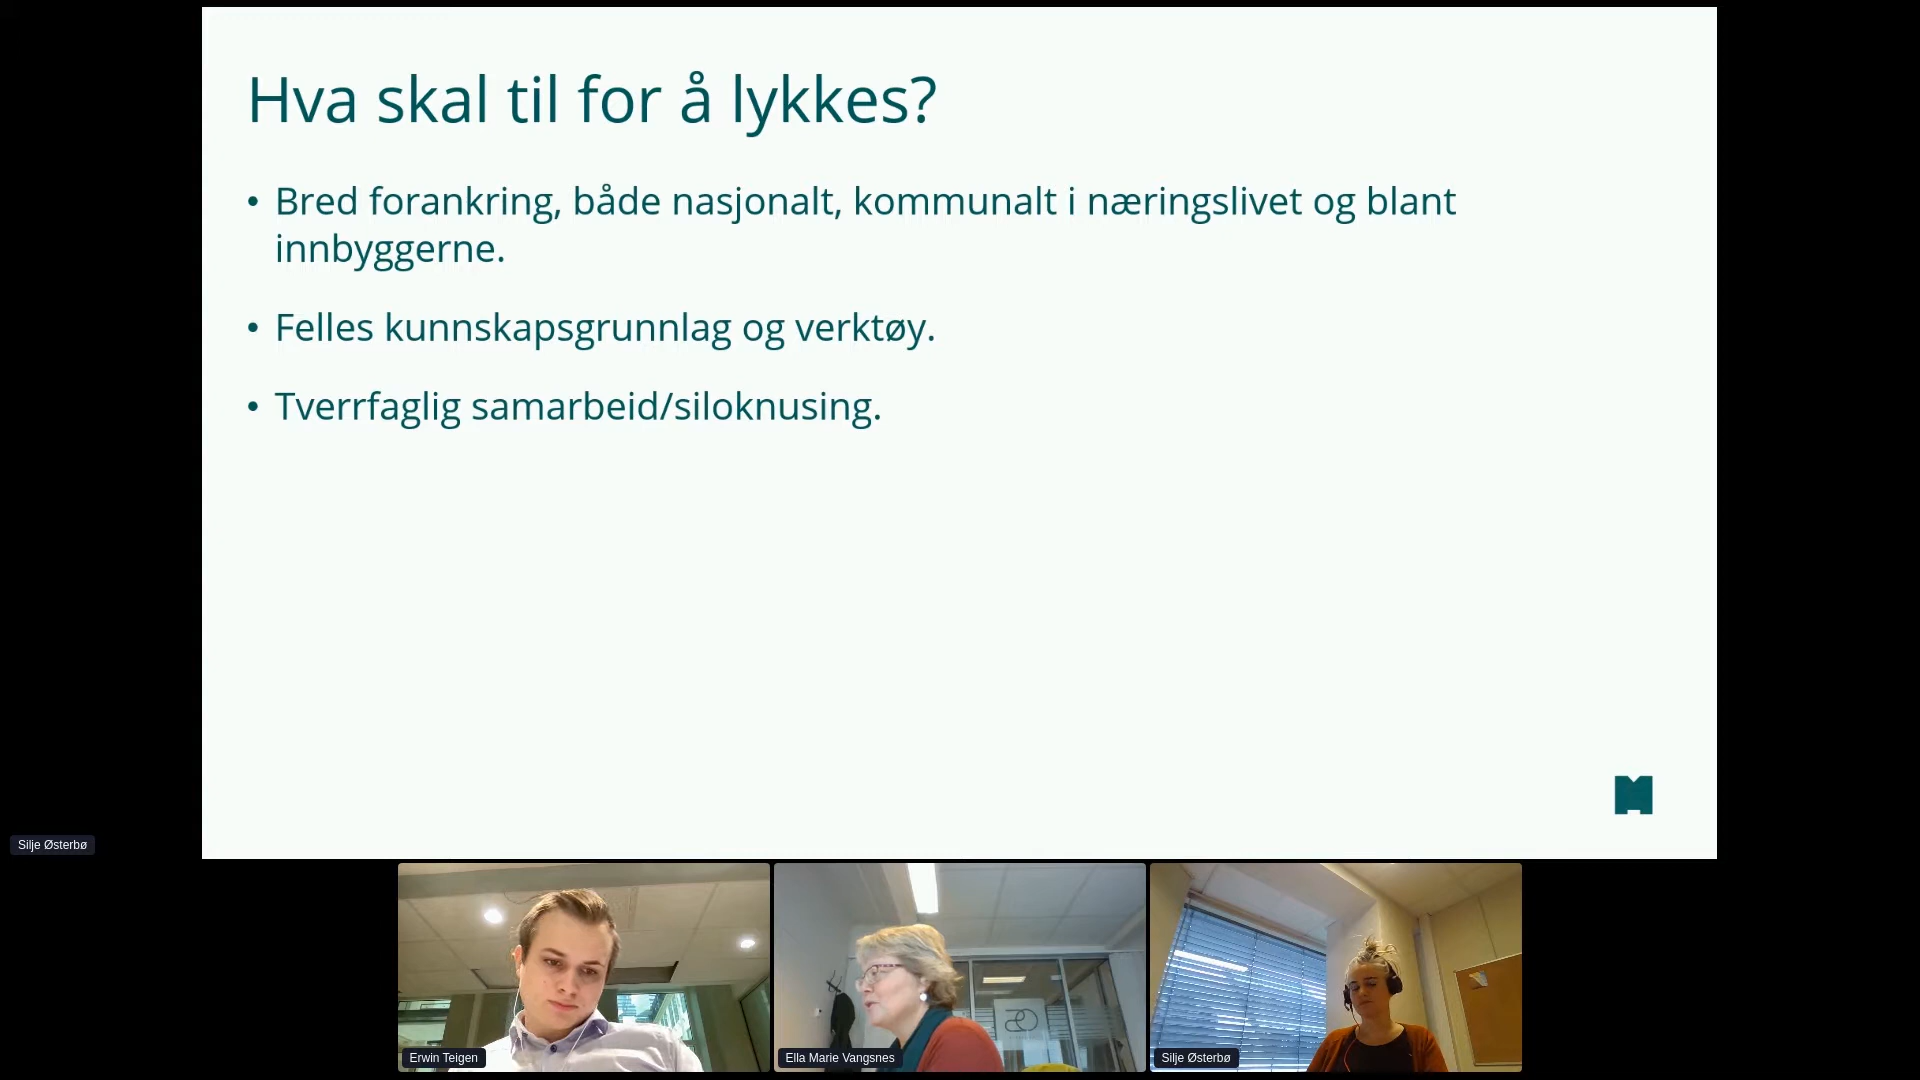 Hva skal til for å lykkes?
• Bred forankring, både nasjonalt, kommunalt i næringslivet og blant
innbyggerne.
• Felles kunnskapsgrunnlag og verktøy.
• Tverrfaglig samarbeid/siloknusing.
Silje Østerbø
Erwin Teigen
Ella Marie Vangsnes
Silje Østerbø